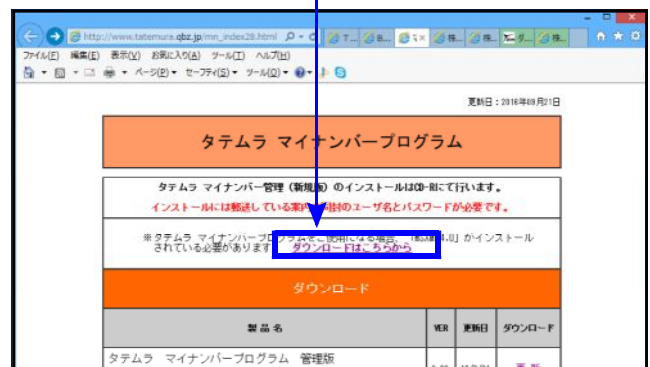 http://www.tatemura.qbz.jp/mn_index28.html
ファイル(F) 編集(E) 表示(V) お気に入り(A) ツール(T) ヘルプ(H)
ページ(P) セーフティ(S) ツール(O)
更新日:2016年09月21日
タテムラ マイナンバープログラム
タテムラ マイナンバー管理(新規版)のインストールはCD-Rにて行います。
インストールには郵送している案内 同封のユーザ名とパスワードが必要です。
※タテムラ マイナンバープログラムをご使用になる場合、 がインストール
されている必要があります ダウンロードはこちらから
ダウンロード
製品名 VER 更新日 ダウンロード
タテムラ マイナンバープログラム 管理版
更新